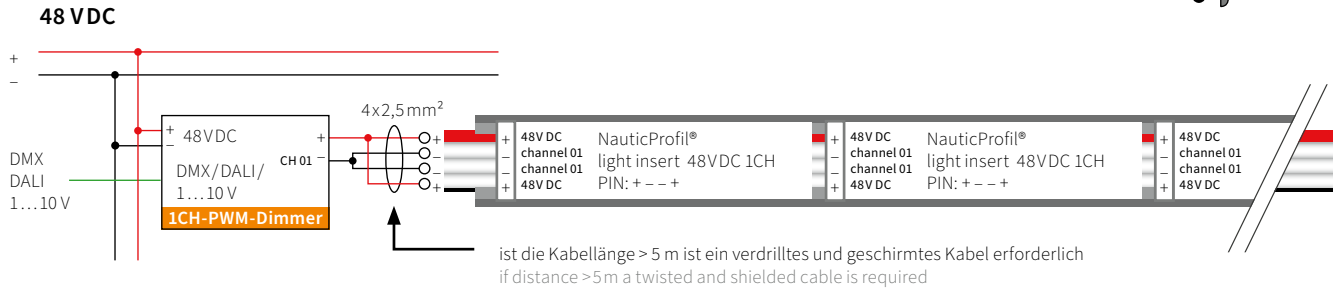 48 VDC
+
–
DMX
DALI
1…10 V
+ 48VDC
–
DMX/DALI/
1…10 V
+
CH 01 –
1CH-PWM-Dimmer
4x2,5mm²
+
–
–
+
+ 48V DC
– channel 01
– channel 01
+ 48V DC
NauticProfil®
light insert 48VDC 1CH
PIN: + – – +
+ 48V DC
– channel 01
– channel 01
+ 48V DC
NauticProfil®
light insert 48VDC 1CH
PIN: + – – +
+ 48V DC
– channel 01
– channel 01
+ 48V DC
ist die Kabellänge > 5 m ist ein verdrilltes und geschirmtes Kabel erforderlich
if distance >5m a twisted and shielded cable is required